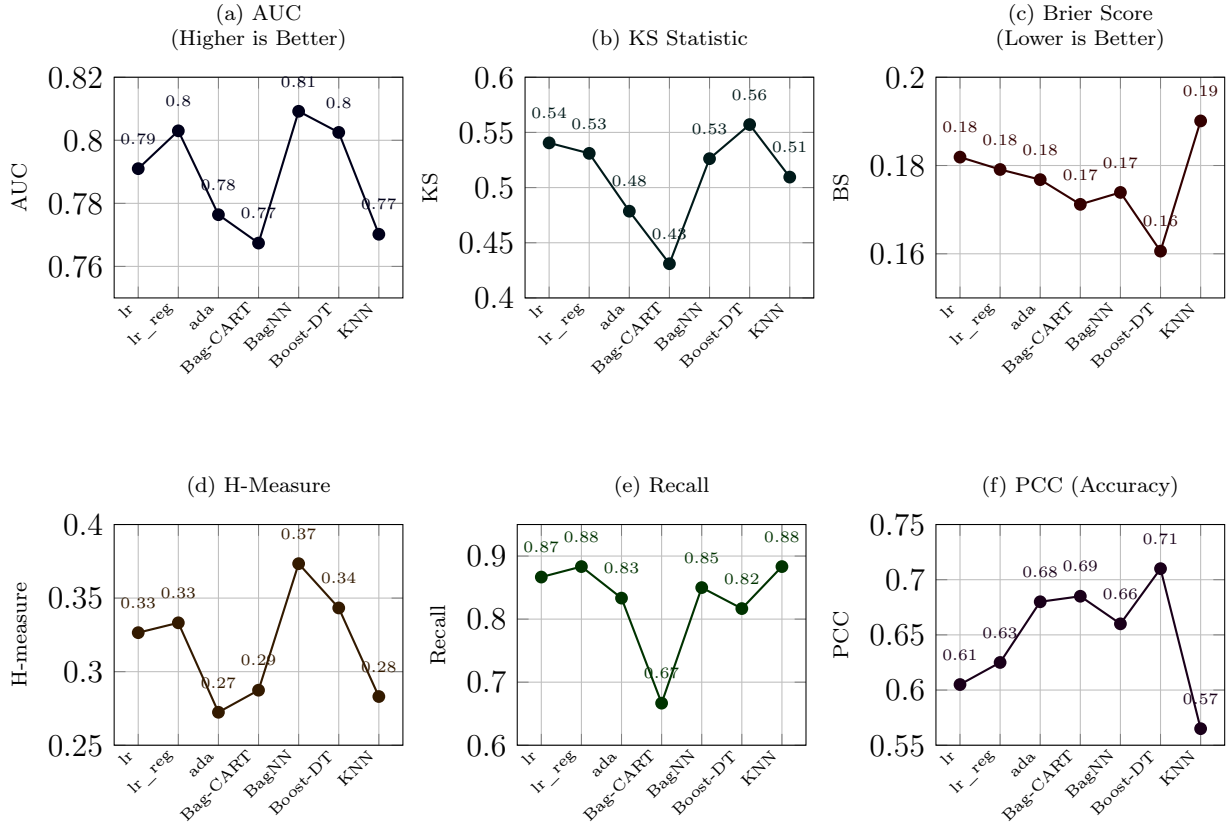 (a) AUC
(Higher is Better)
0.82
0.8
0.78
0.76
AUC
0.79
0.8
0.78
0.77
0.81
0.8
0.77
lr
lr_reg
ada
Bag-CART
BagNN
Boost-DT
KNN
(b) KS Statistic
0.6
0.55
0.5
0.45
0.4
KS
0.54
0.53
0.48
0.43
0.53
0.56
0.51
lr
lr_reg
ada
Bag-CART
BagNN
Boost-DT
KNN
(c) Brier Score
(Lower is Better)
0.2
0.18
0.16
BS
0.18
0.18
0.18
0.17
0.17
0.16
0.19
lr
lr_reg
ada
Bag-CART
BagNN
Boost-DT
KNN
(d) H-Measure
0.4
0.35
0.3
0.25
H-measure
0.33
0.33
0.27
0.29
0.37
0.34
0.28
lr
lr_reg
ada
Bag-CART
BagNN
Boost-DT
KNN
(e) Recall
0.9
0.8
0.7
0.6
Recall
0.87
0.88
0.83
0.67
0.85
0.82
0.88
lr
lr_reg
ada
Bag-CART
BagNN
Boost-DT
KNN
(f) PCC (Accuracy)
0.75
0.7
0.65
0.6
0.55
PCC
0.61
0.63
0.68
0.69
0.66
0.71
0.57
lr
lr_reg
ada
Bag-CART
BagNN
Boost-DT
KNN